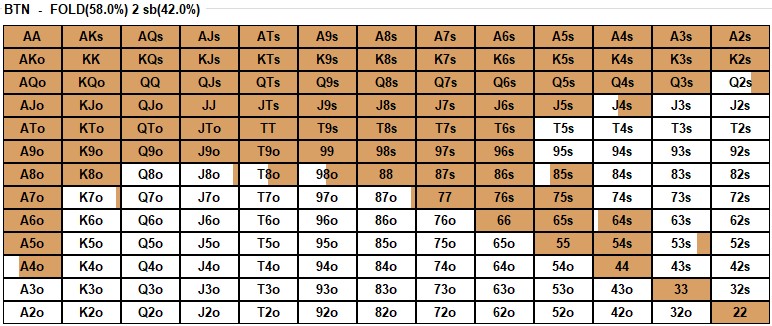 BTN - FOLD(58.0%) 2 sb(42.0%)
AA AKs AQs AJs ATs A9s A8s A7s A6s A5s A4s A3s A2s
AKo KK KQs KJs KTs K9s K8s K7s K6s K5s K4s K3s K2s
AQo KQo QQ QJs QTs Q9s Q8s Q7s Q6s Q5s Q4s Q3s Q2s
AJo KJo QJo JJ JTs J9s J8s J7s J6s J5s J4s J3s J2s
ATo KTo QTo JTo TT T9s T8s T7s T6s T5s T4s T3s T2s
A9o K9o Q9o J9o T9o 99 98s 97s 96s 95s 94s 93s 92s
A8o K8o Q8o J8o T8o 98o 88 87s 86s 85s 84s 83s 82s
A7o K7o Q7o J7o T7o 97o 87o 77 76s 75s 74s 73s 72s
A6o K6o Q6o J6o T6o 96o 86o 76o 66 65s 64s 63s 62s
A5o K5o Q5o J5o T5o 95o 85o 75o 65o 55 54s 53s 52s
A4o K4o Q4o J4o T4o 94o 84o 74o 64o 54o 44 43s 42s
A3o K3o Q3o J3o T3o 93o 83o 73o 63o 53o 43o 33 32s
A2o K2o Q2o J2o T2o 92o 82o 72o 62o 52o 42o 32o 22